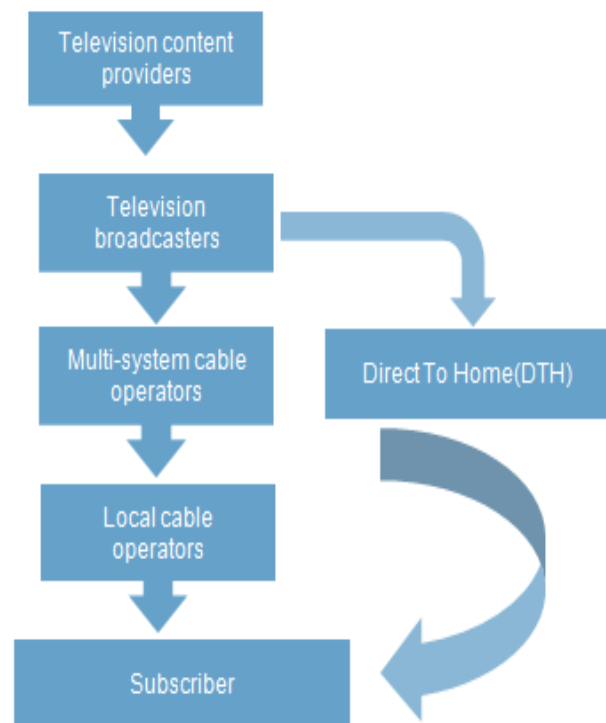 Television content
providers
Television
broadcasters
Multi-system cable
operators
Direct To Home(DTH)
Local cable
operators
Subscriber